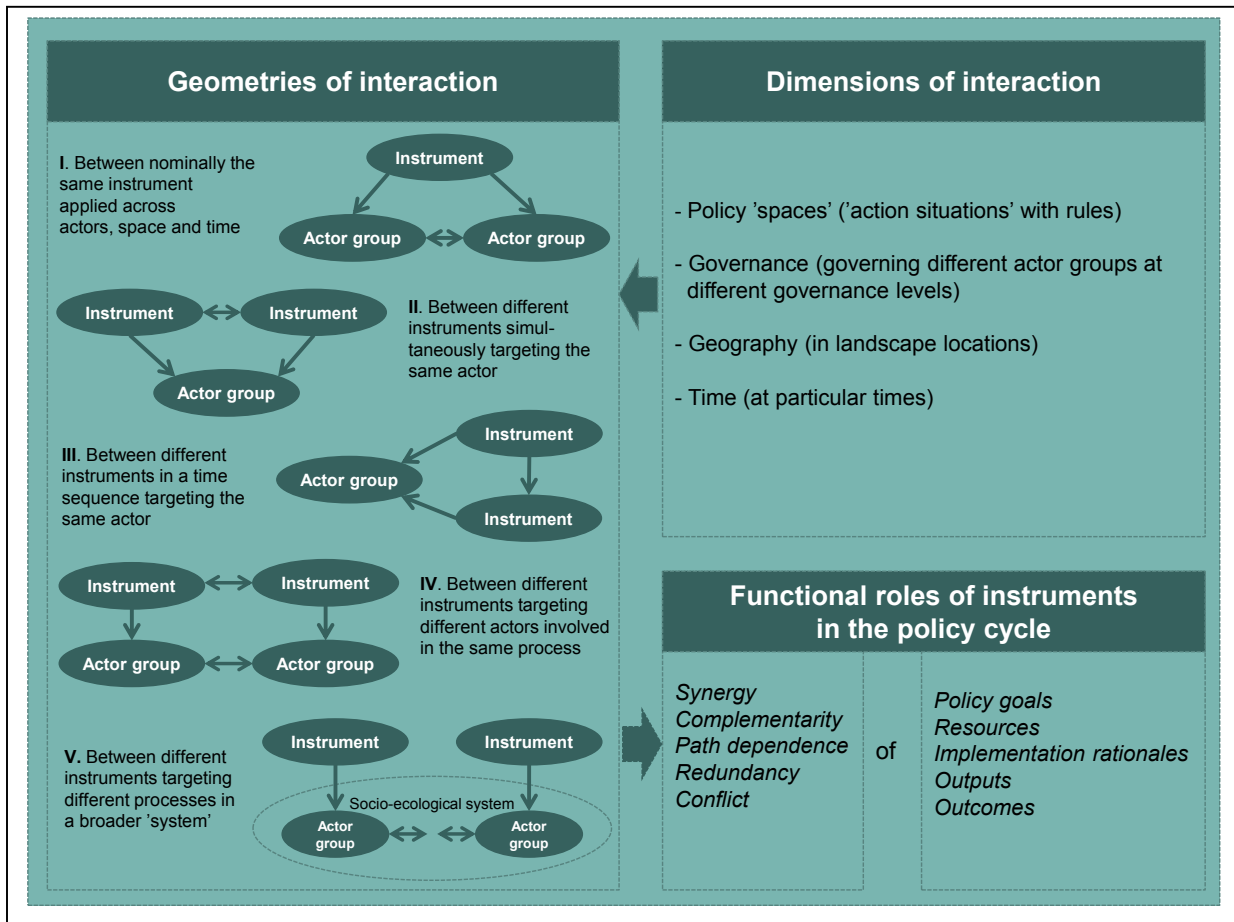 Geometries of interaction
I. Between nominally the
same instrument
applied across
actors, space and time
Instrument
Actor group
Actor group
Instrument
Instrument
Actor group
II. Between different
instruments simul-
taneously targeting the
same actor
III. Between different
instruments in a time
sequence targeting the
same actor
Instrument
Actor group
Instrument
Instrument
Instrument
Actor group
Actor group
IV. Between different
instruments targeting
different actors involved
in the same process
V. Between different
instruments targeting
different processes in
a broader ’system’
Instrument
Instrument
Socio-ecological system
Actor
group
Actor
group
Dimensions of interaction
- Policy ’spaces’ (’action situations’ with rules)
- Governance (governing different actor groups at
different governance levels)
- Geography (in landscape locations)
- Time (at particular times)
Functional roles of instruments
in the policy cycle
Synergy
Complementarity
Path dependence
Redundancy
Conflict
of
Policy goals
Resources
Implementation rationales
Outputs
Outcomes